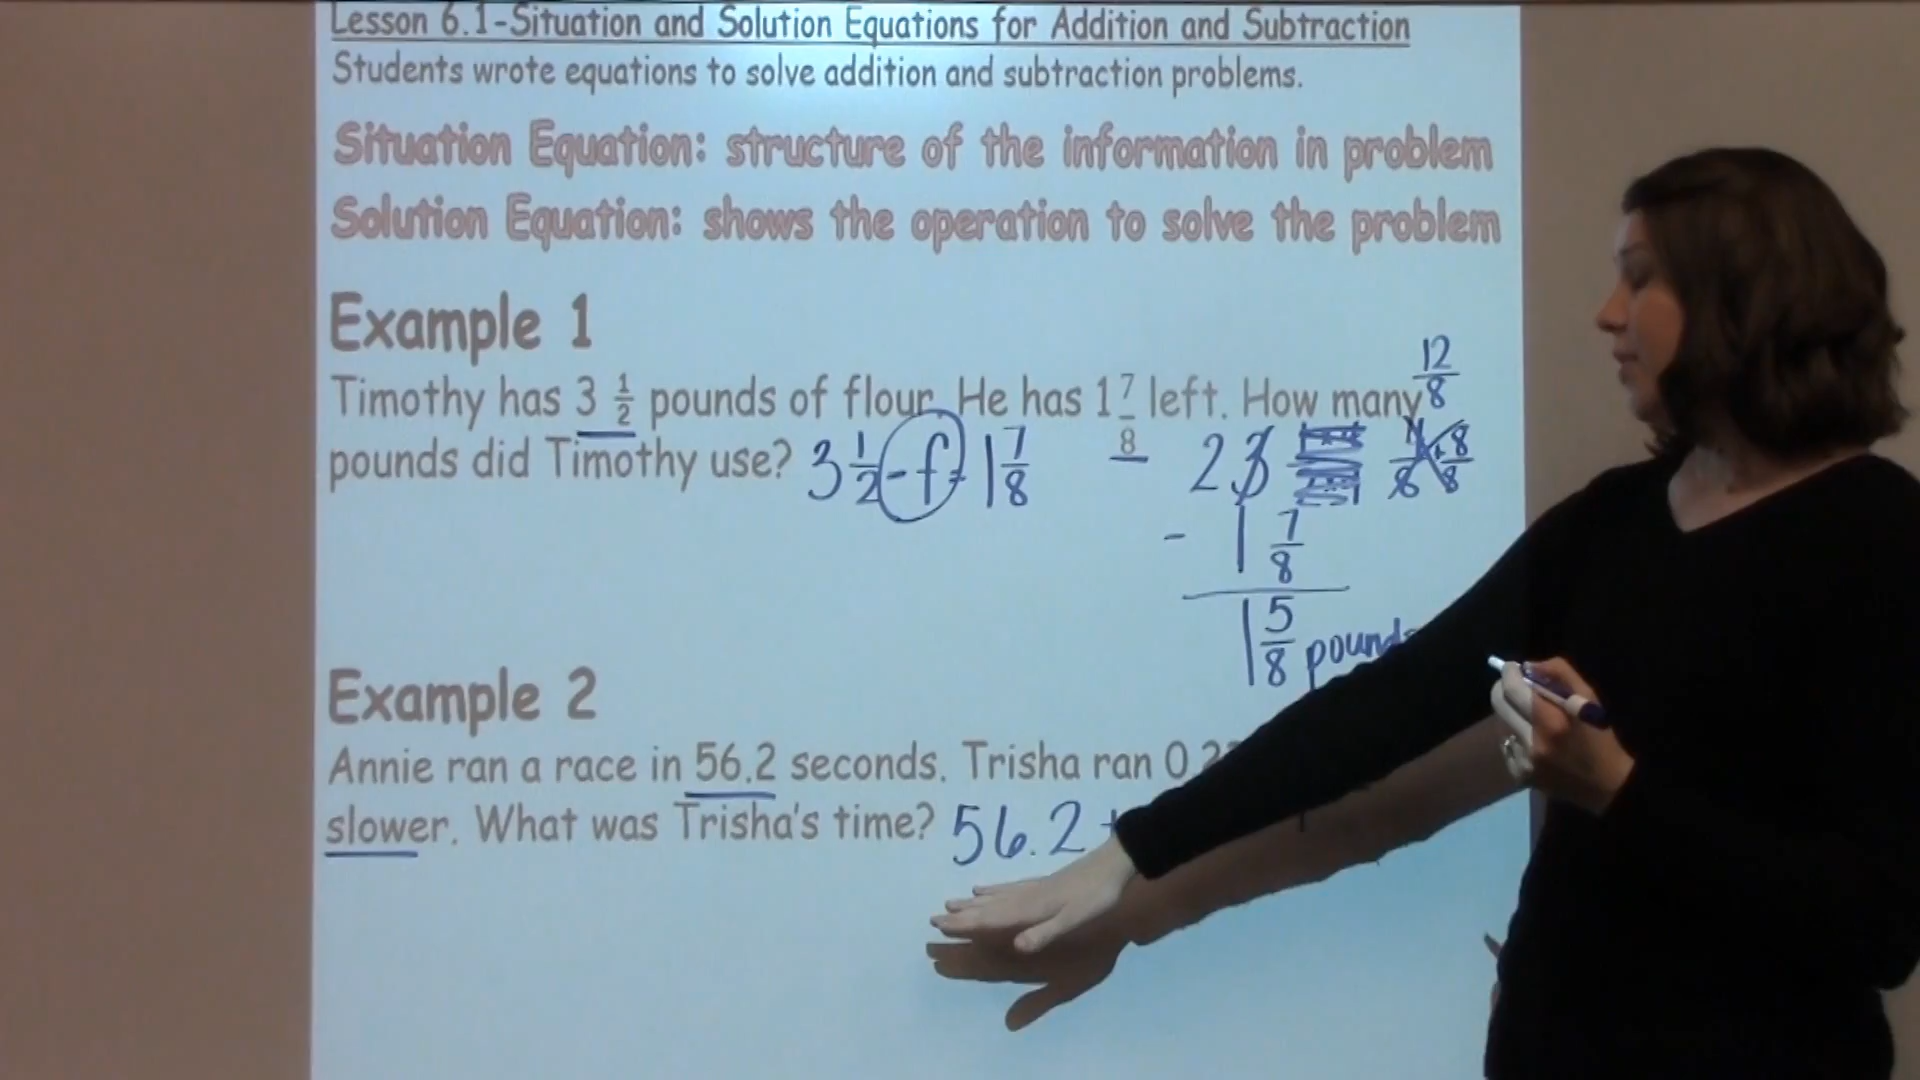 Lesson 6.1-Situation and Solution Equations for Addition and Subtraction
Students wrote equations to solve addition and subtraction problems.
Situation Equation: structure of the information in problem
Solution Equation: shows the operation to solve the problem
Example 1
Timothy has 3 1/2 pounds of flour. He has 1 7/8 left. How many
pounds did Timothy use? 3 1/2 - f = 1 7/8
12/8
2 3
- 1 7/8
1 5/8 pounds
Example 2
Annie ran a race in 56.2 seconds. Trisha ran
slower. What was Trisha's time? 56.2 +